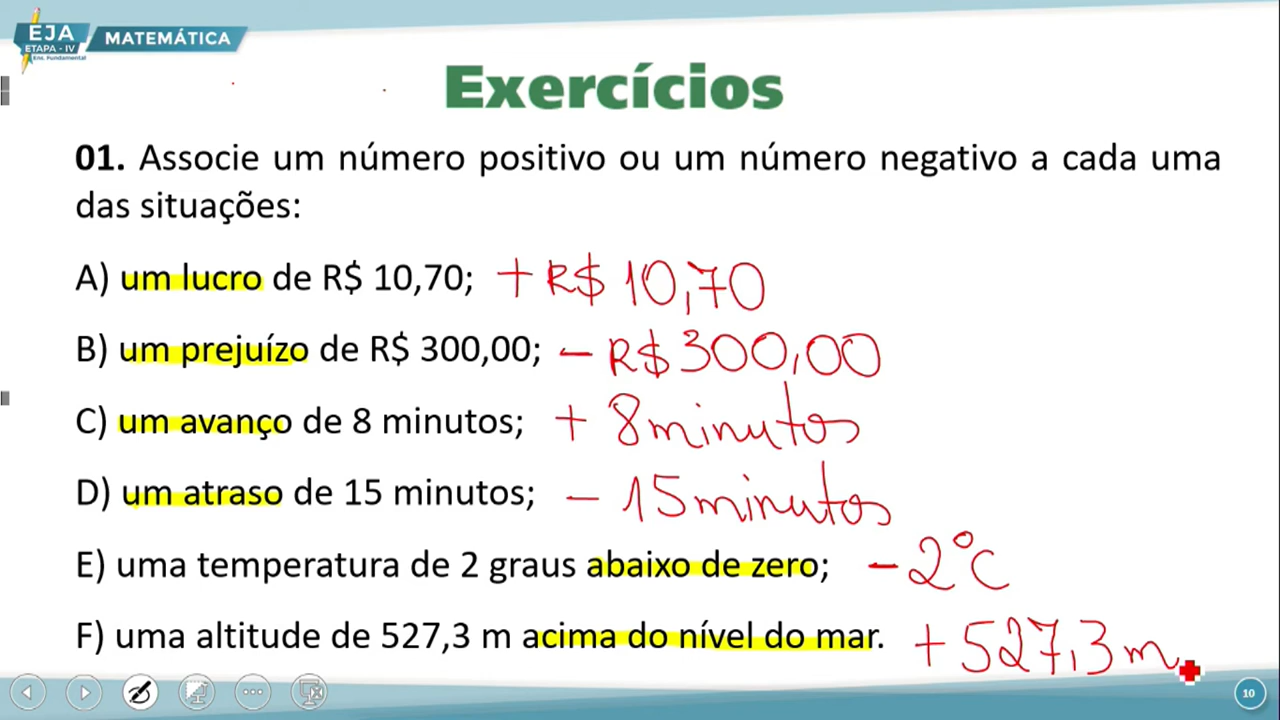 EJA
ETAPA - IV
Ens. Fundamental
MATEMÁTICA
Exercícios
01. Associe um número positivo ou um número negativo a cada uma
das situações:
A) um lucro de R$ 10,70; + R$ 10,70
B) um prejuízo de R$ 300,00; - R$ 300,00
C) um avanço de 8 minutos; + 8 minutos
D) um atraso de 15 minutos; - 15 minutos
E) uma temperatura de 2 graus abaixo de zero; - 2°C
F) uma altitude de 527,3 m acima do nível do mar. + 527,3 m
10